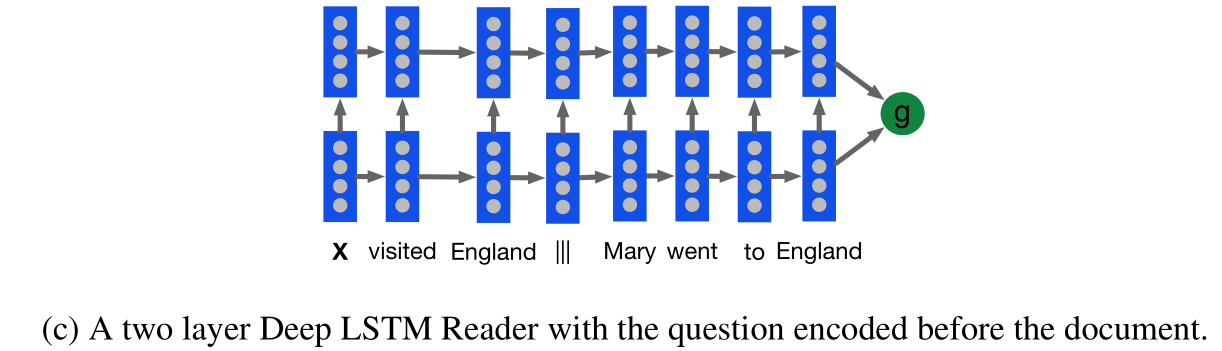 g
X visited England ||| Mary went to England
(c) A two layer Deep LSTM Reader with the question encoded before the document.